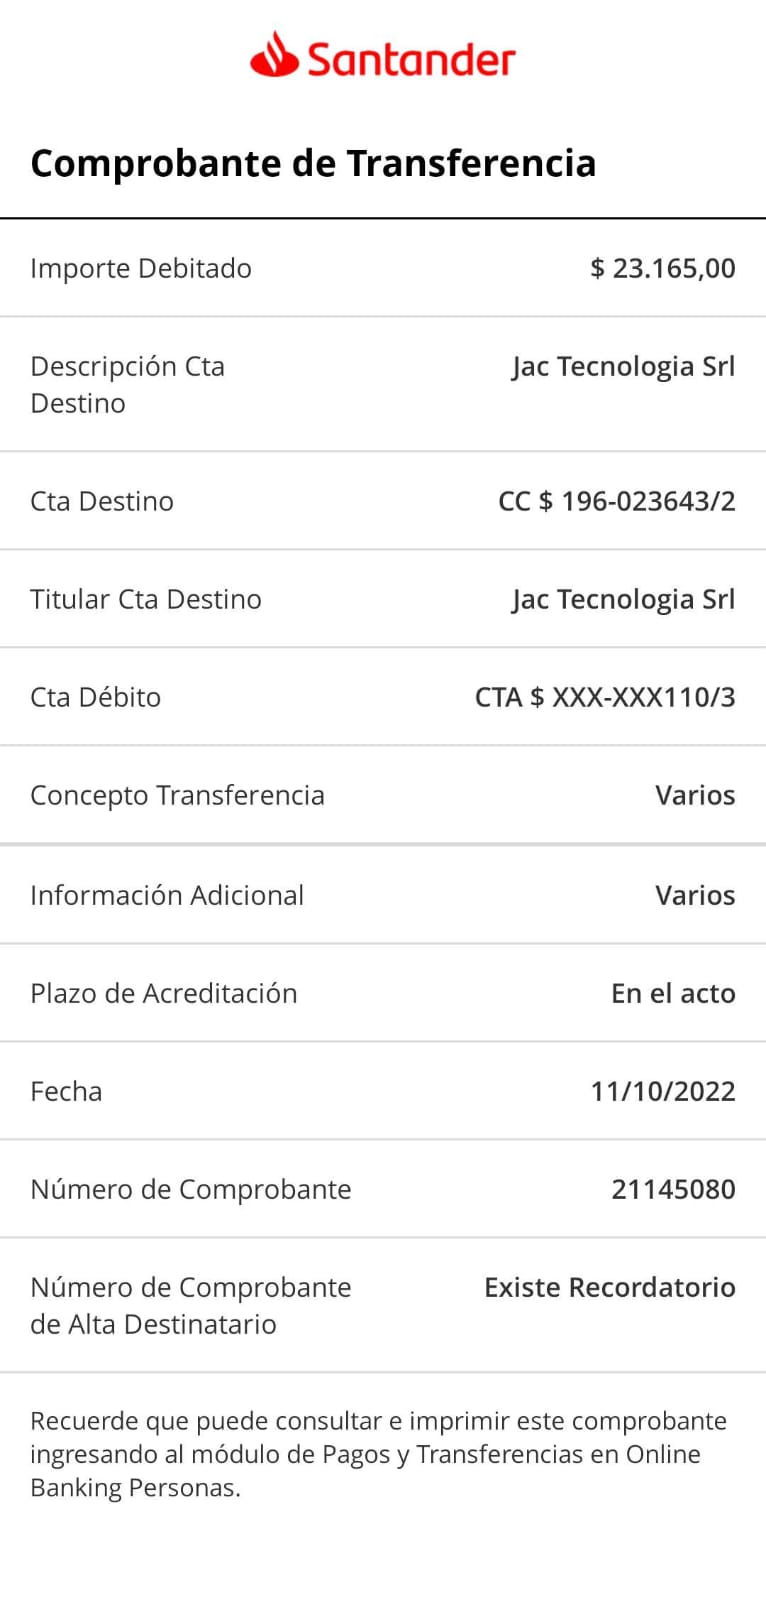 Santander
Comprobante de Transferencia
Importe Debitado $ 23.165,00
Descripción Cta Jac Tecnologia Srl
Destino
Cta Destino CC $ 196-023643/2
Titular Cta Destino Jac Tecnologia Srl
Cta Débito CTA $ XXX-XXX110/3
Concepto Transferencia Varios
Información Adicional Varios
Plazo de Acreditación En el acto
Fecha 11/10/2022
Número de Comprobante 21145080
Número de Comprobante Existe Recordatorio
de Alta Destinatario
Recuerde que puede consultar e imprimir este comprobante
ingresando al módulo de Pagos y Transferencias en Online
Banking Personas.